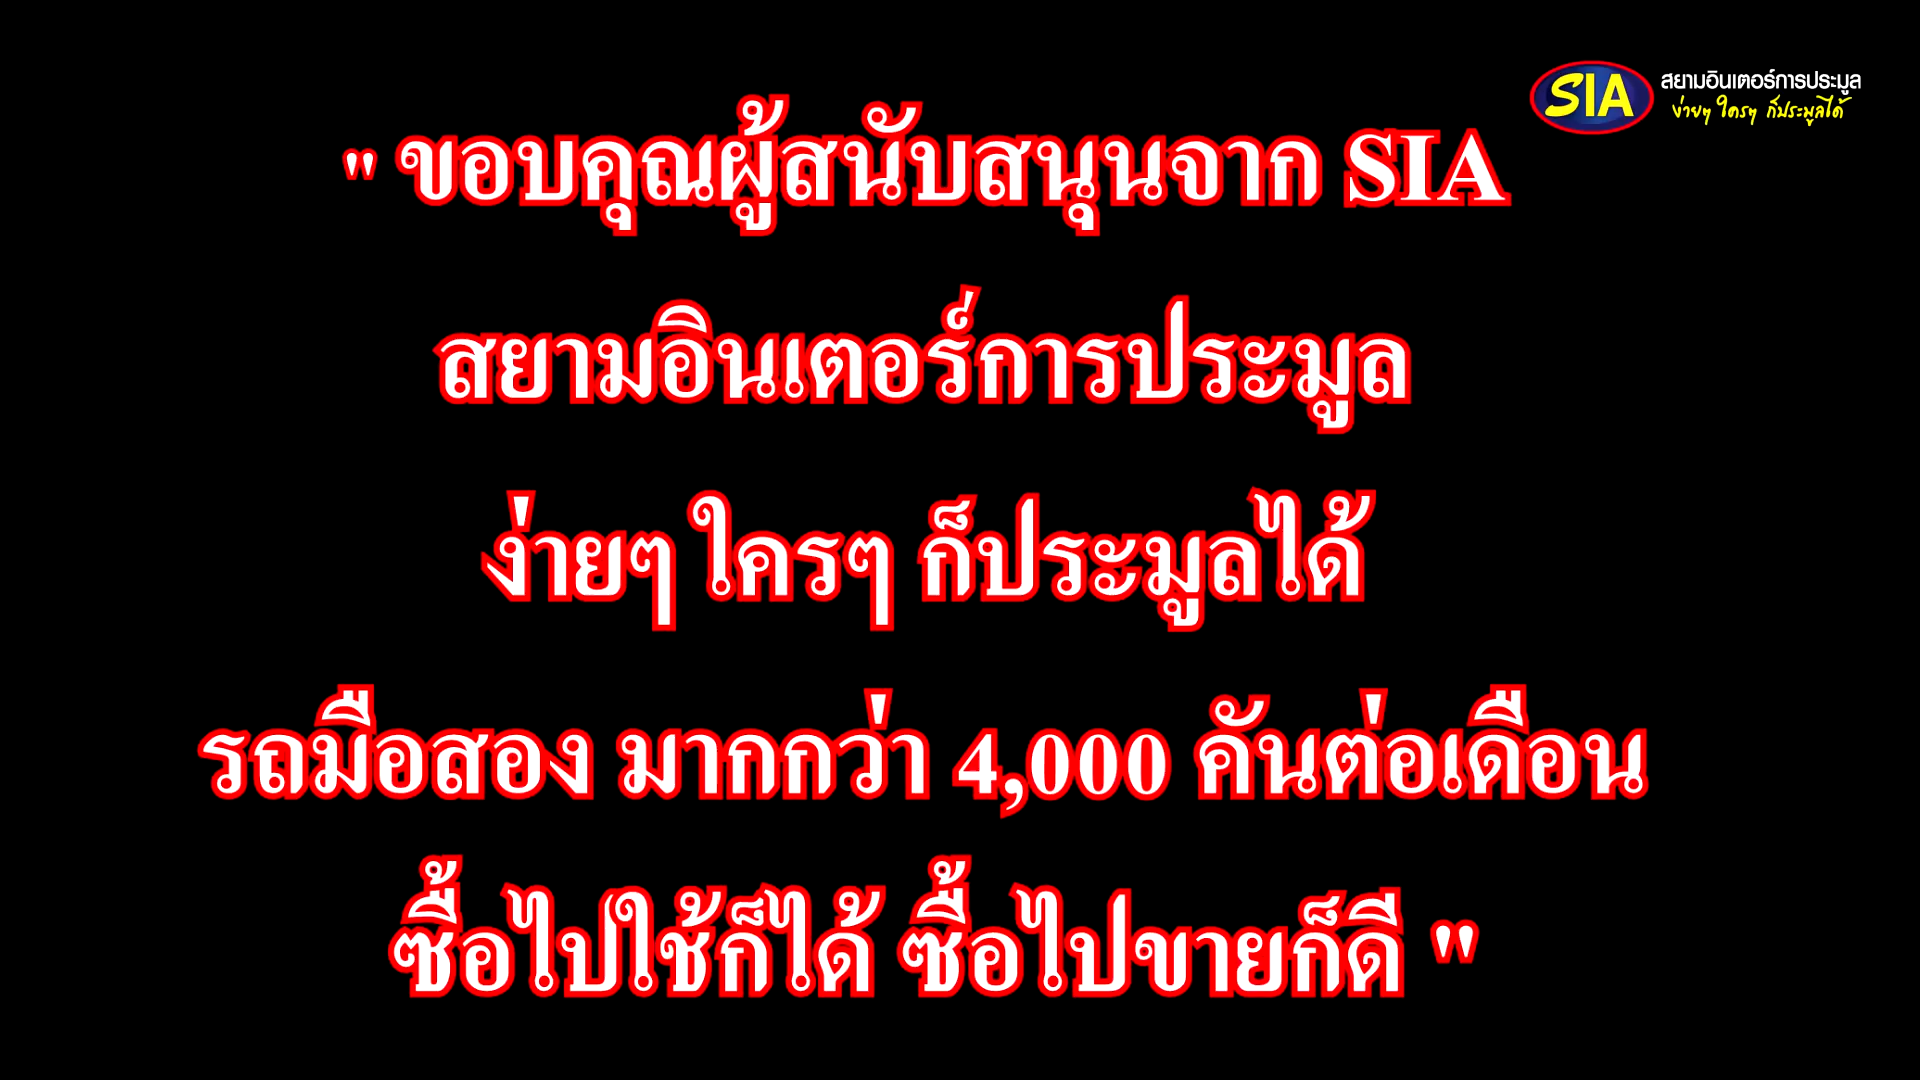 SIA สยามอินเตอร์การประมูล
ง่ายๆ ใครๆ ก็ประมูลได้
" ขอบคุณผู้สนับสนุนจาก SIA
สยามอินเตอร์การประมูล
ง่ายๆ ใครๆ ก็ประมูลได้
รถมือสอง มากกว่า 4,000 คันต่อเดือน
ซื้อไปใช้ก็ได้ ซื้อไปขายก็ดี "